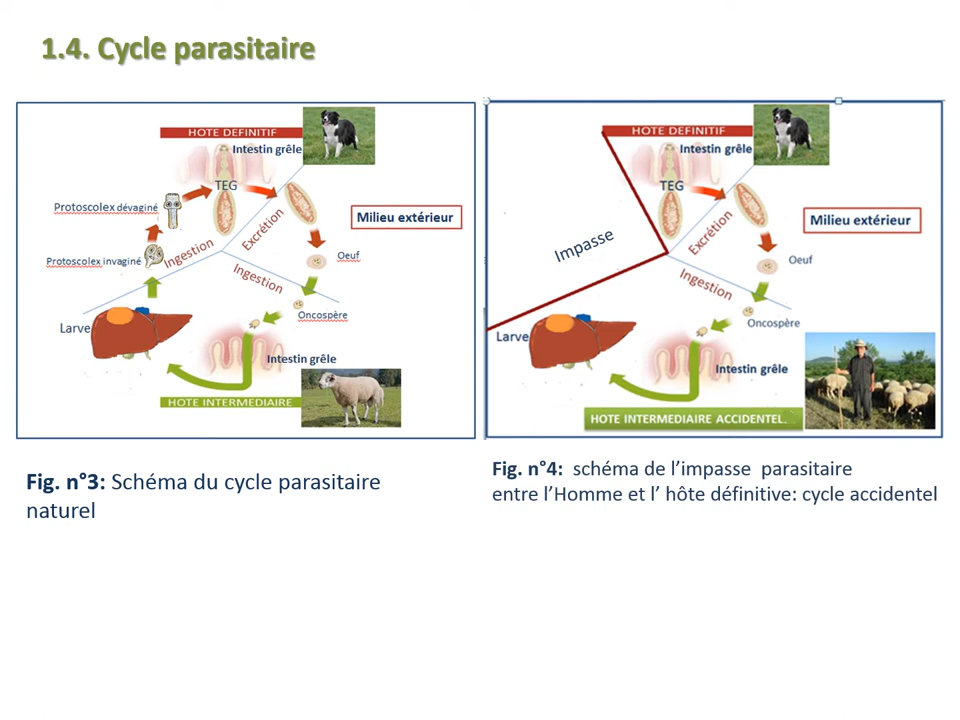 1.4. Cycle parasitaire
HOTE DEFINITIF
Intestin grêle
TEG
Protoscolex dévaginé
Excrétion
Milieu extérieur
Ingestion
Protoscolex invaginé
Oeuf
Ingestion
Oncospère
Larve
Intestin grêle
HOTE INTERMEDIAIRE
Fig. n°3: Schéma du cycle parasitaire
naturel
HOTE DEFINITIF
Intestin grêle
TEG
Excrétion
Milieu extérieur
Impasse
Oeuf
Ingestion
Oncospère
Larve
Intestin grêle
HOTE INTERMEDIAIRE ACCIDENTEL.
Fig. n°4: schéma de l’impasse parasitaire
entre l’Homme et l’ hôte définitive: cycle accidentel